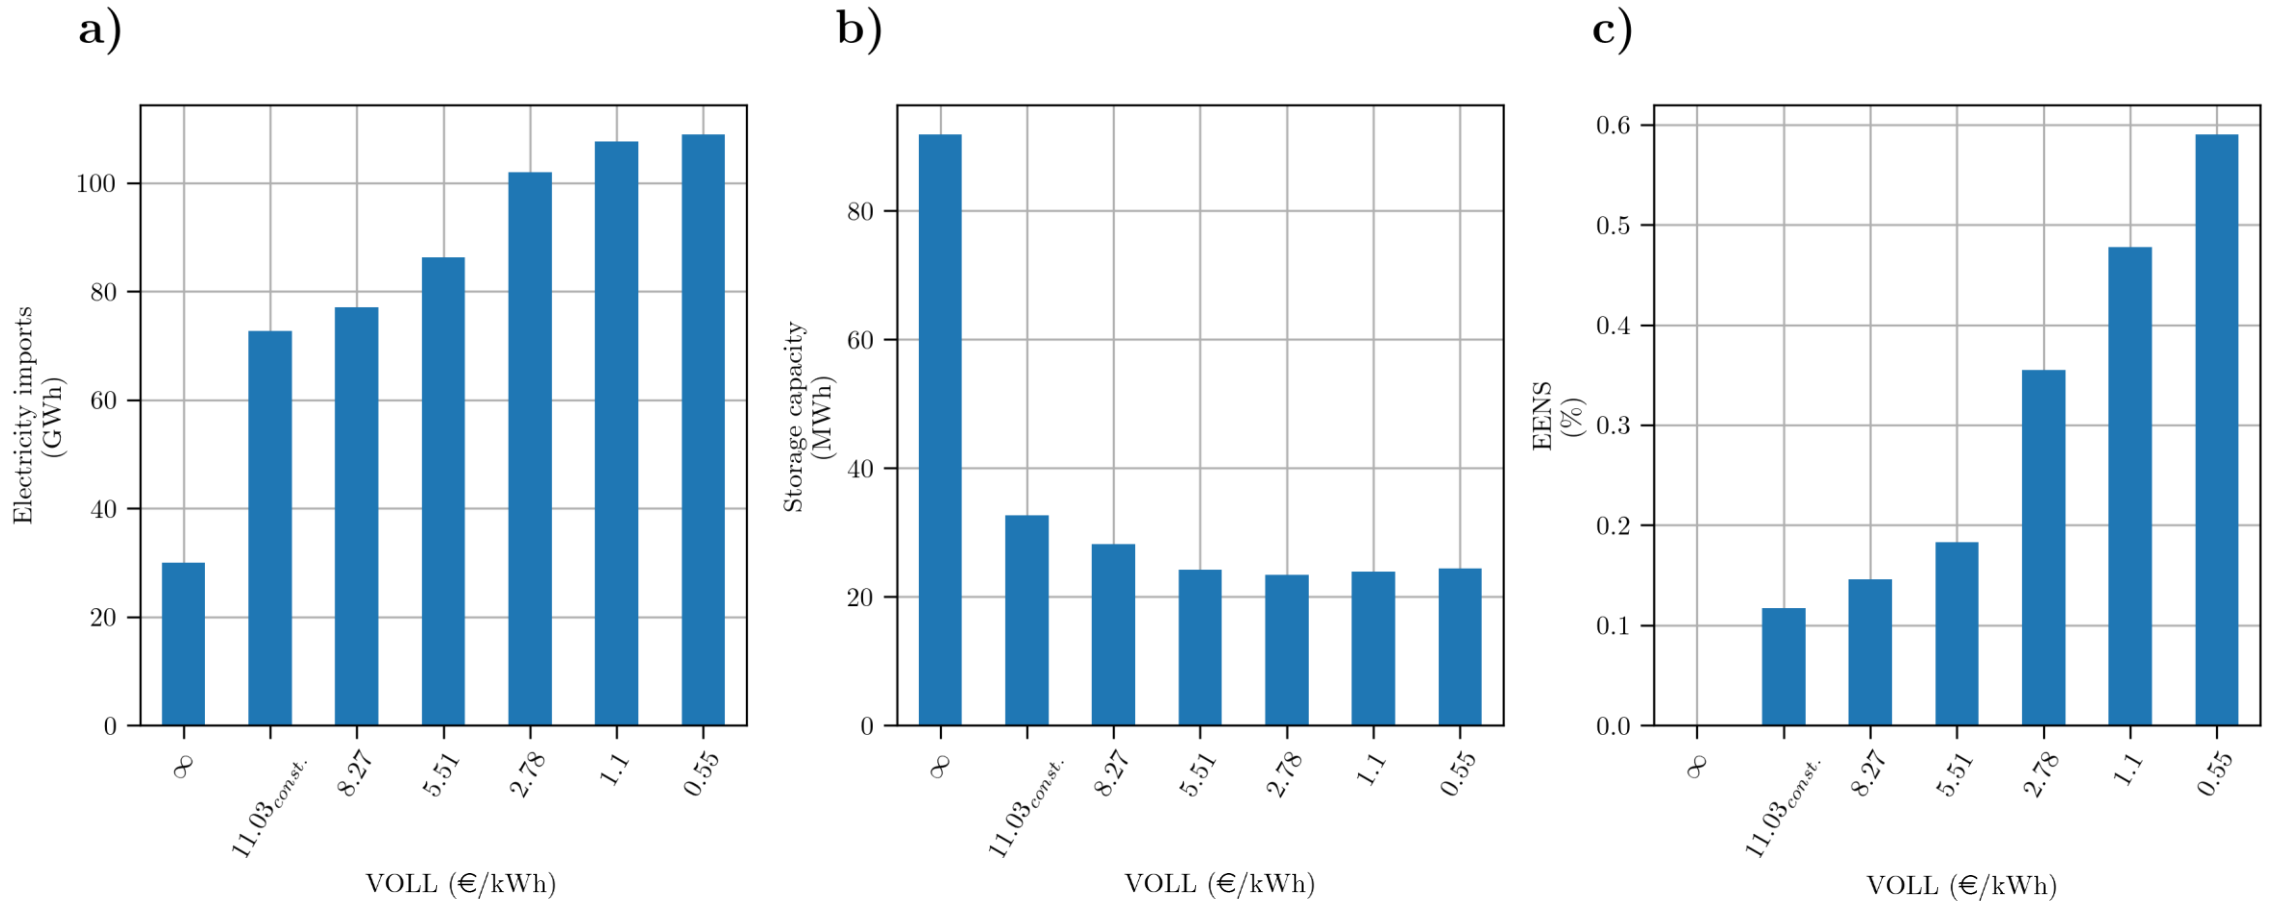 a)
Electricity imports
(GWh)
100
80
60
40
20
0
∞
11.03const.
8.27
5.51
2.78
1.1
0.55
VOLL (€/kWh)
b)
Storage capacity
(MWh)
80
60
40
20
0
∞
11.03const.
8.27
5.51
2.78
1.1
0.55
VOLL (€/kWh)
c)
EENS
(%)
0.6
0.5
0.4
0.3
0.2
0.1
0.0
∞
11.03const.
8.27
5.51
2.78
1.1
0.55
VOLL (€/kWh)